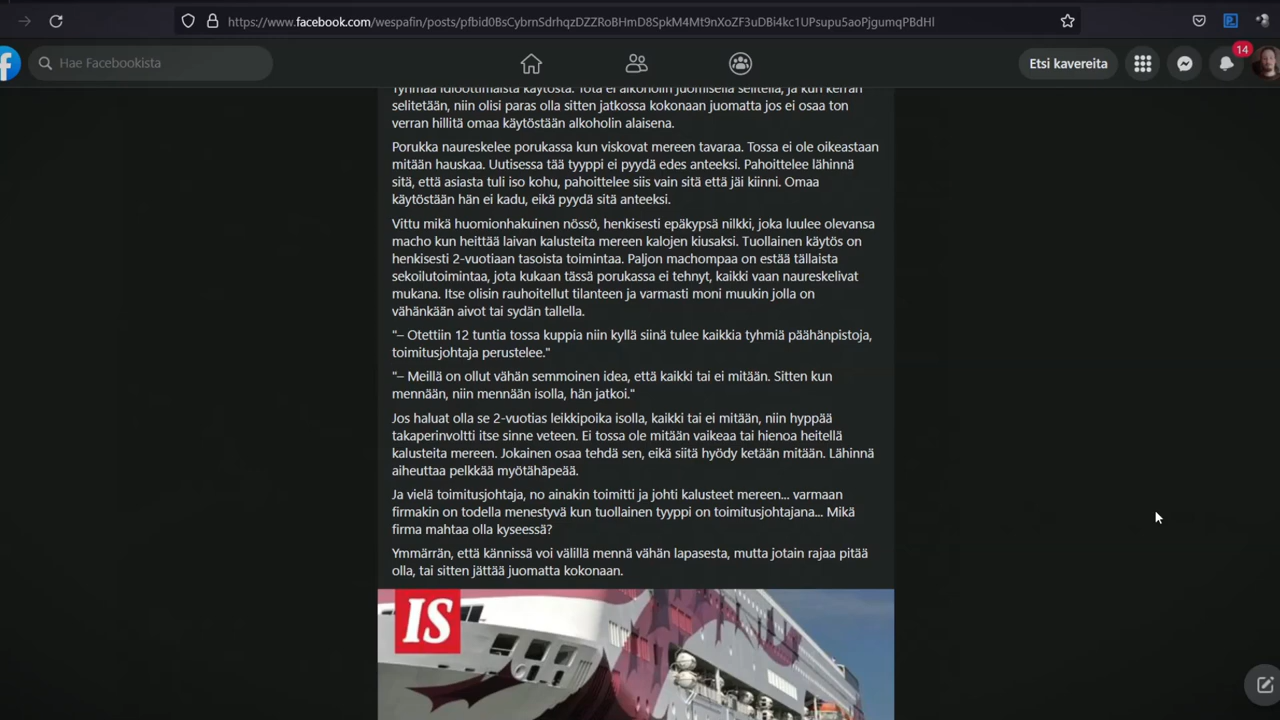 https://www.facebook.com/wespafin/posts/pfbid0BsCybrnSdrhqzDZZRoBHmD8SpkM4Mt9nXoZF3uDBi4kc1UPsupu5aoPjgumqPBdHl
Hae Facebookista
Etsi kavereita
14
Tyhmää idioottimaista käytöstä. Tota ei alkoholin juomisella selitellä, ja kun kerran
selitetään, niin olisi paras olla sitten jatkossa kokonaan juomatta jos ei osaa ton
verran hillitä omaa käytöstään alkoholin alaisena.
Porukka naureskelee porukassa kun viskovat mereen tavaraa. Tossa ei ole oikeastaan
mitään hauskaa. Uutisessa tää tyyppi ei pyydä edes anteeksi. Pahoittelee lähinnä
sitä, että asiasta tuli iso kohu, pahoittelee siis vain sitä että jäi kiinni. Omaa
käytöstään hän ei kadu, eikä pyydä sitä anteeksi.
Vittu mikä huomionhakuinen nössö, henkisesti epäkypsä nilkki, joka luulee olevansa
macho kun heittää laivan kalusteita mereen kalojen kiusaksi. Tuollainen käytös on
henkisesti 2-vuotiaan tasoista toimintaa. Paljon machompaa on estää tällaista
sekoilutoimintaa, jota kukaan tässä porukassa ei tehnyt, kaikki vaan naureskelivat
mukana. Itse olisin rauhoitellut tilanteen ja varmasti moni muukin jolla on
vähänkään aivot tai sydän tallella.
"– Otettiin 12 tuntia tossa kuppia niin kyllä siinä tulee kaikkia tyhmiä päähänpistoja,
toimitusjohtaja perustelee."
"– Meillä on ollut vähän semmoinen idea, että kaikki tai ei mitään. Sitten kun
mennään, niin mennään isolla, hän jatkoi."
Jos haluat olla se 2-vuotias leikkipoika isolla, kaikki tai ei mitään, niin hyppää
takaperinvoltti itse sinne veteen. Ei tossa ole mitään vaikeaa tai hienoa heitellä
kalusteita mereen. Jokainen osaa tehdä sen, eikä siitä hyödy ketään mitään. Lähinnä
aiheuttaa pelkkää myötähäpeää.
Ja vielä toimitusjohtaja, no ainakin toimitti ja johti kalusteet mereen... varmaan
firmakin on todella menestyvä kun tuollainen tyyppi on toimitusjohtajana... Mikä
firma mahtaa olla kyseessä?
Ymmärrän, että kännissä voi välillä mennä vähän lapasesta, mutta jotain rajaa pitää
olla, tai sitten jättää juomatta kokonaan.
IS